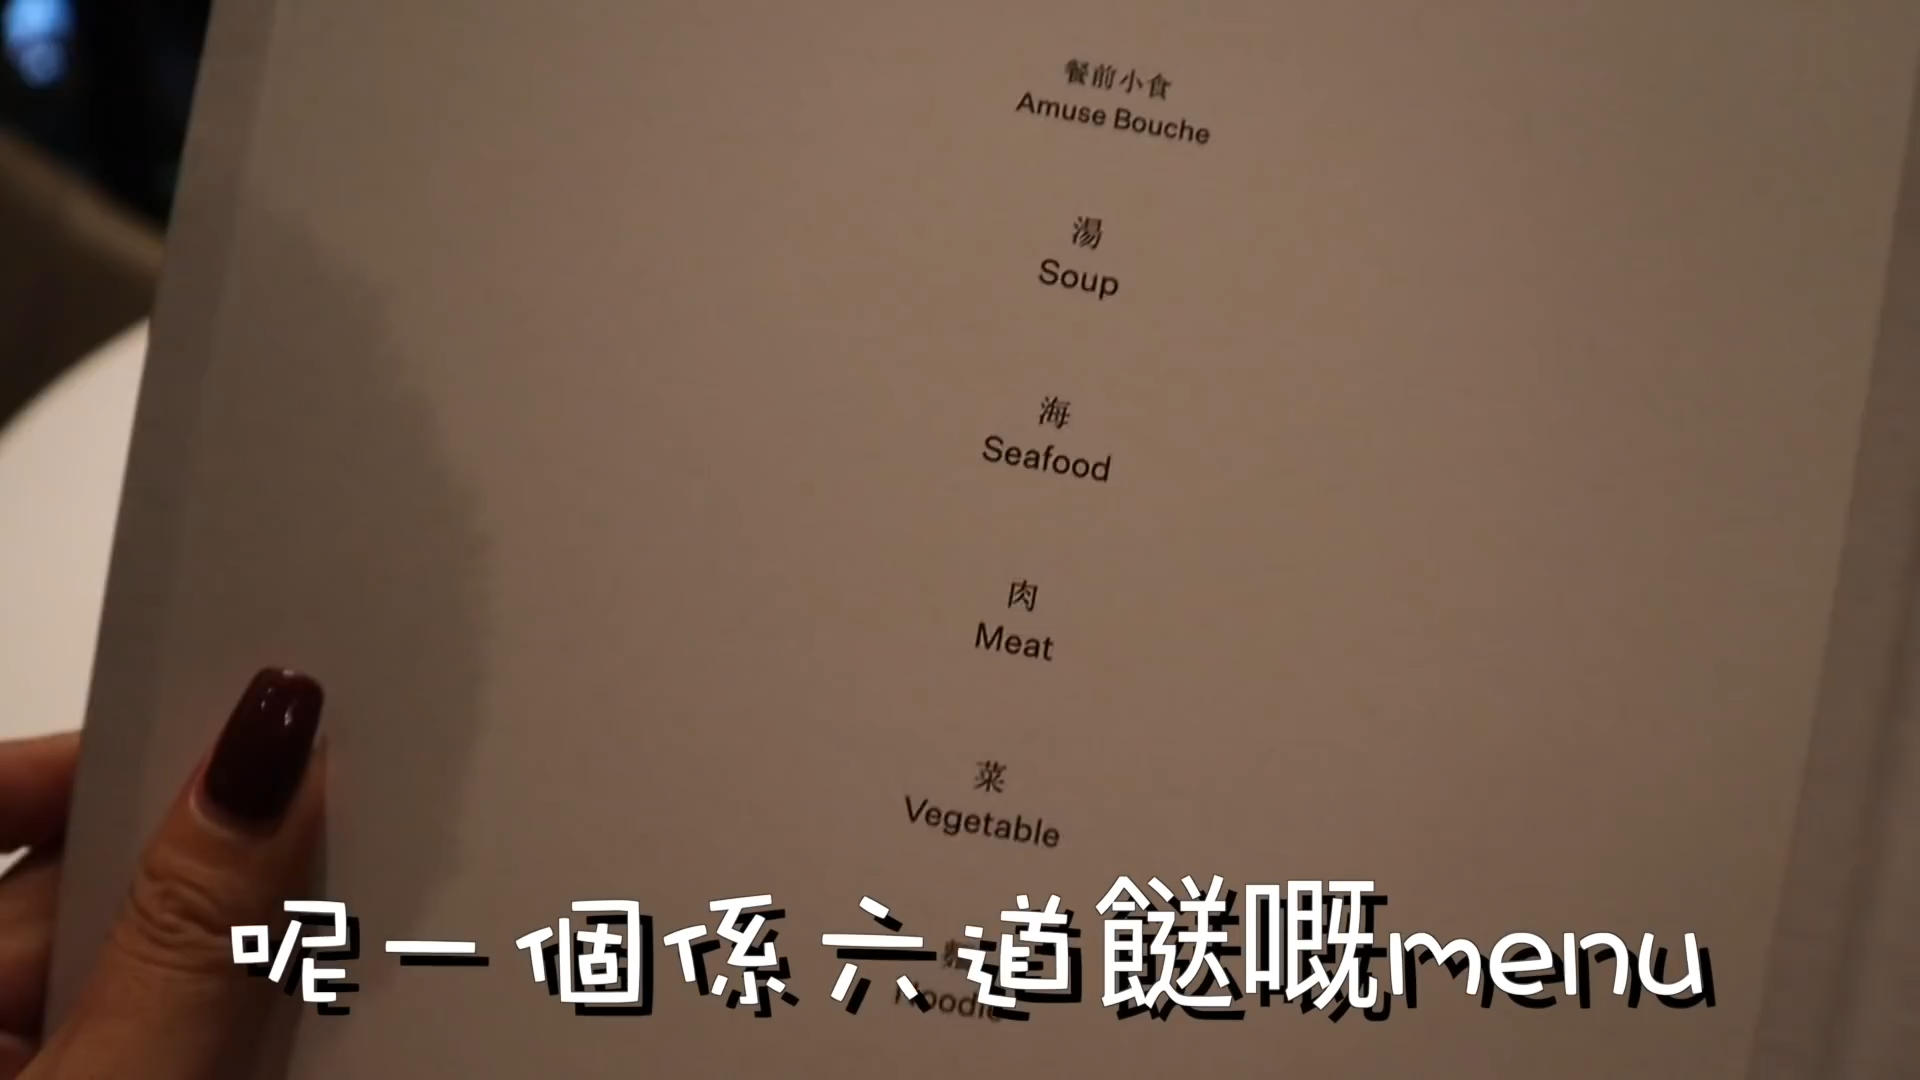 餐前小食
Amuse Bouche
湯
Soup
海
Seafood
肉
Meat
菜
Vegetable
Noodle
呢一個係六道餸嘅menu